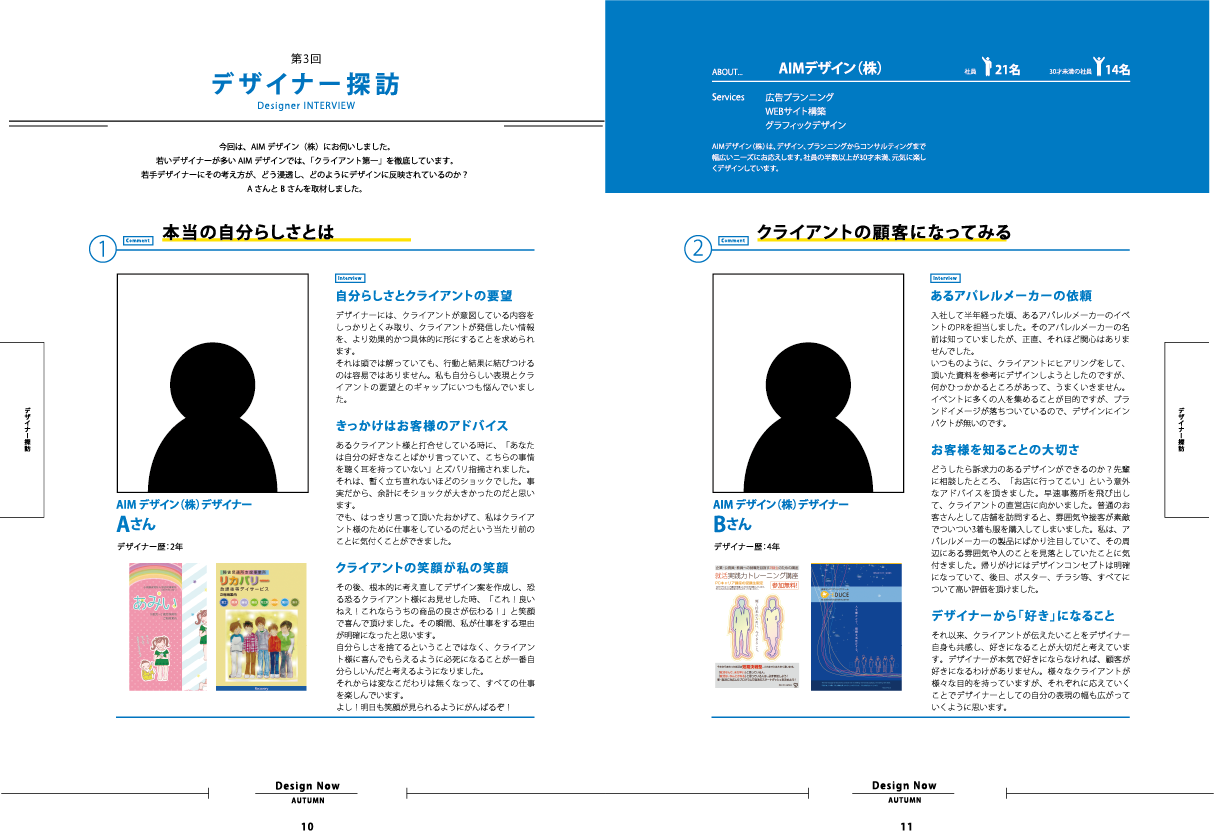 第3回
デザイナー探訪
Designer INTERVIEW
今回は、AIM デザイン（株）にお伺いしました。
若いデザイナーが多い AIM デザインでは、「クライアント第一」を徹底しています。
若手デザイナーにその考え方が、どう浸透し、どのようにデザインに反映されているのか？
A さんと B さんを取材しました。
ABOUT... AIMデザイン（株） 社員 21名 30才未満の社員 14名
Services 広告プランニング
WEBサイト構築
グラフィックデザイン
AIMデザイン（株）は、デザイン、プランニングからコンサルティングまで
幅広いニーズにお応えします。社員の半数以上が30才未満、元気に楽し
くデザインしています。
1 Comment 本当の自分らしさとは
Interview
自分らしさとクライアントの要望
デザイナーには、クライアントが意図している内容を
しっかりとくみ取り、クライアントが発信したい情報
を、より効果的かつ具体的に形にすることを求められ
ます。
それは頭では解っていても、行動と結果に結びつける
のは容易ではありません。私も自分らしい表現とクラ
イアントの要望とのギャップにいつも悩んでいまし
た。
きっかけはお客様のアドバイス
あるクライアント様と打合せしている時に、「あなた
は自分の好きなことばかり言っていて、こちらの事情
を聴く耳を持っていない」とズバリ指摘されました。
それは、暫く立ち直れないほどのショックでした。事
実だから、余計にそショックが大きかったのだと思い
ます。
でも、はっきり言って頂いたおかげて、私はクライア
ント様のために仕事をしているのだという当たり前の
ことに気付くことができました。
クライアントの笑顔が私の笑顔
その後、根本的に考え直してデザイン案を作成し、恐
る恐るクライアント様にお見せした時、「これ！良い
ねえ！これならうちの商品の良さが伝わる！」と笑顔
で喜んで頂けました。その瞬間、私が仕事をする理由
が明確になったと思います。
自分らしさを捨てるということではなく、クライアン
ト様に喜んでもらえるように必死になることが一番自
分らしいんだと考えるようになりました。
それからは変なこだわりは無くなって、すべての仕事
を楽しんでいます。
よし！明日も笑顔が見られるようにがんばるぞ！
AIM デザイン（株）デザイナー
Aさん
デザイナー歴：2年
リカバリー
放課後等デイサービス
Recovery
2 Comment クライアントの顧客になってみる
Interview
あるアパレルメーカーの依頼
入社して半年経った頃、あるアパレルメーカーのイベ
ントのPRを担当しました。そのアパレルメーカーの名
前は知っていましたが、正直、それほど関心はありま
せんでした。
いつものように、クライアントにヒアリングをして、
頂いた資料を参考にデザインしようとしたのですが、
何かひっかかるところがあって、うまくいきません。
イベントに多くの人を集めることが目的ですが、ブラ
ンドイメージが落ちついているので、デザインにイン
パクトが無いのです。
お客様を知ることの大切さ
どうしたら訴求力のあるデザインができるのか？先輩
に相談したところ、「お店に行ってこい」という意外
なアドバイスを頂きました。早速事務所を飛び出し
て、クライアントの直営店に向かいました。普通のお
客さんとして店舗を訪問すると、雰囲気や接客が素敵
でついつい3着も服を購入してしまいました。私は、ア
パレルメーカーの製品にばかり注目していて、その周
辺にある雰囲気や人のことを見落としていたことに気
付きました。帰りがけにはデザインコンセプトは明確
になっていて、後日、ポスター、チラシ等、すべてに
ついて高い評価を頂けました。
デザイナーから「好き」になること
それ以来、クライアントが伝えたいことをデザイナー
自身も共感し、好きになることが大切だと考えていま
す。デザイナーが本気で好きにならなければ、顧客が
好きになるわけがありません。様々なクライアントが
様々な目的を持っていますが、それぞれに応えていく
ことでデザイナーとしての自分の表現の幅も広がって
いくように思います。
AIM デザイン（株）デザイナー
Bさん
デザイナー歴：4年
就活実践力トレーニング講座
参加無料!
DUCE
デザイナー探訪
デザイナー探訪
Design Now
AUTUMN
10
Design Now
AUTUMN
11